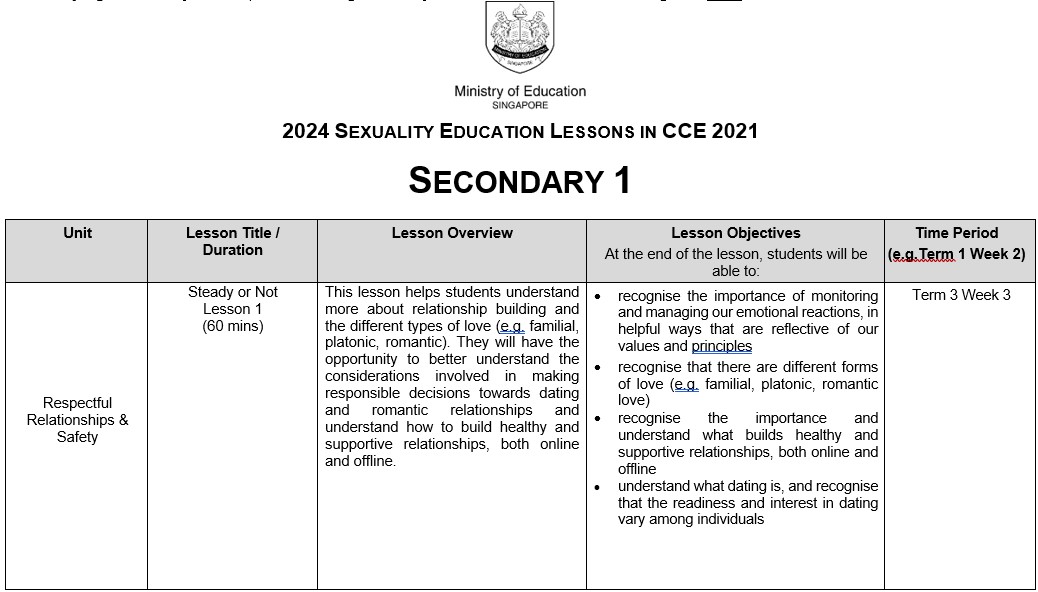 MINISTRY OF EDUCATION
SINGAPORE
Ministry of Education
SINGAPORE
2024 SEXUALITY EDUCATION LESSONS IN CCE 2021
SECONDARY 1
Unit
Lesson Title /
Duration
Lesson Overview
Lesson Objectives
At the end of the lesson, students will be
able to:
Time Period
(e.g.Term 1 Week 2)
Respectful
Relationships &
Safety
Steady or Not
Lesson 1
(60 mins)
This lesson helps students understand
more about relationship building and
the different types of love (e.g. familial,
platonic, romantic). They will have the
opportunity to better understand the
considerations involved in making
responsible decisions towards dating
and romantic relationships and
understand how to build healthy and
supportive relationships, both online
and offline.
• recognise the importance of monitoring
and managing our emotional reactions, in
helpful ways that are reflective of our
values and principles
• recognise that there are different forms
of love (e.g. familial, platonic, romantic
love)
• recognise the importance and
understand what builds healthy and
supportive relationships, both online and
offline
• understand what dating is, and recognise
that the readiness and interest in dating
vary among individuals
Term 3 Week 3